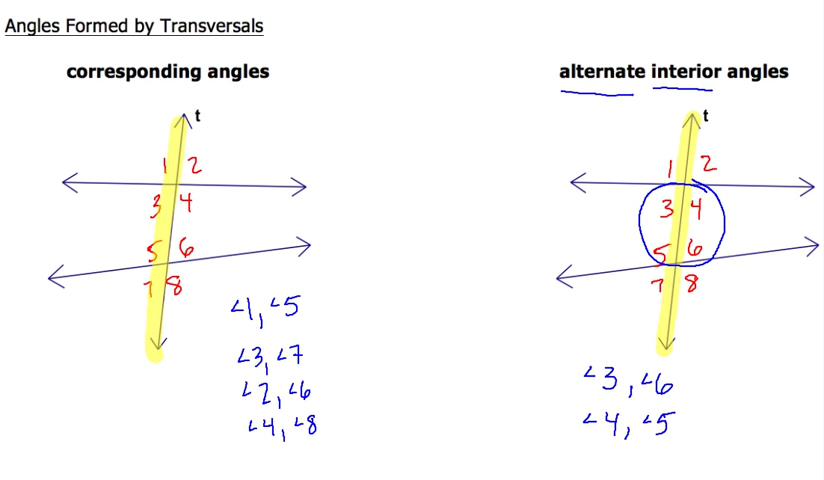 Angles Formed by Transversals
corresponding angles
t
1 2
3 4
5 6
7 8
∠1, ∠5
∠3, ∠7
∠2, ∠6
∠4, ∠8
alternate interior angles
t
1 2
3 4
5 6
7 8
∠3, ∠6
∠4, ∠5